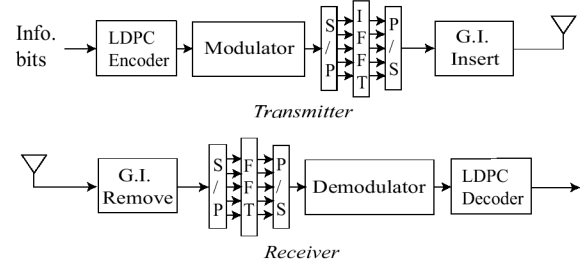 Info.
bits
LDPC
Encoder
Modulator
S
/
P
I
F
F
T
P
/
S
G.I.
Insert
Transmitter
G.I.
Remove
S
/
P
F
F
T
P
/
S
Demodulator
LDPC
Decoder
Receiver